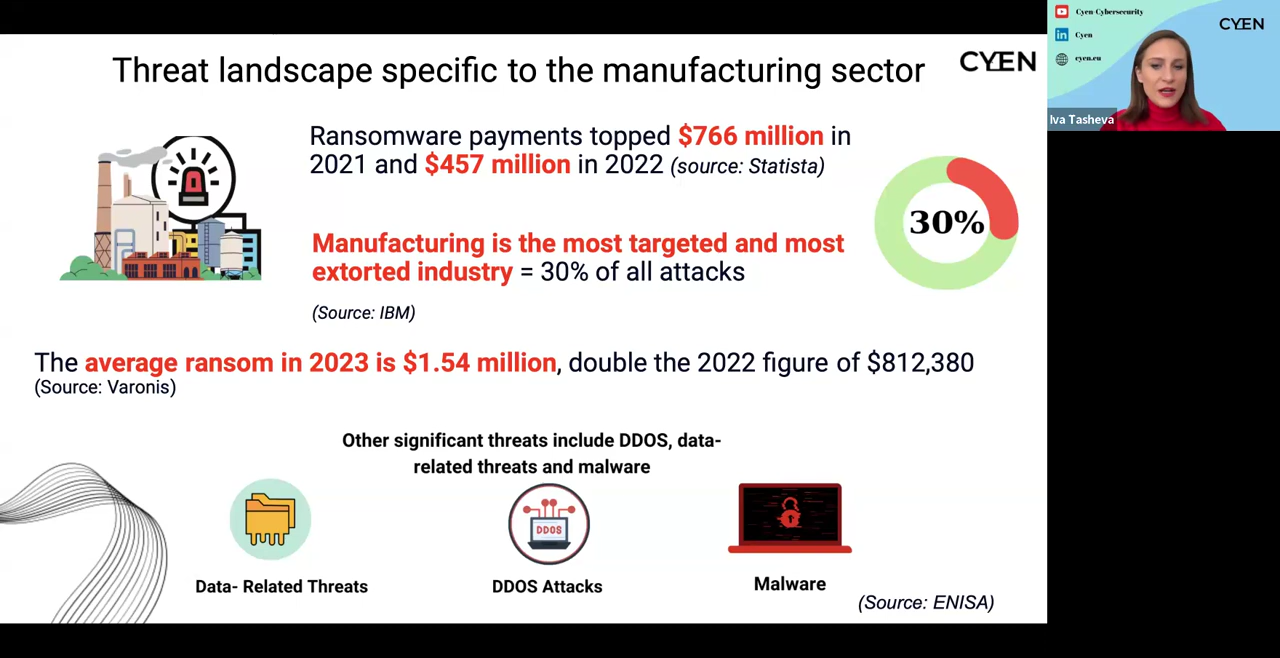 Threat landscape specific to the manufacturing sector
CYEN
Ransomware payments topped $766 million in
2021 and $457 million in 2022 (source: Statista)
30%
Manufacturing is the most targeted and most
extorted industry = 30% of all attacks
(Source: IBM)
The average ransom in 2023 is $1.54 million, double the 2022 figure of $812,380
(Source: Varonis)
Other significant threats include DDOS, data-
related threats and malware
DDOS
Data- Related Threats
DDOS Attacks
Malware
(Source: ENISA)
Cyen Cybersecurity
Cyen
cyen.eu
CYEN
Iva Tasheva